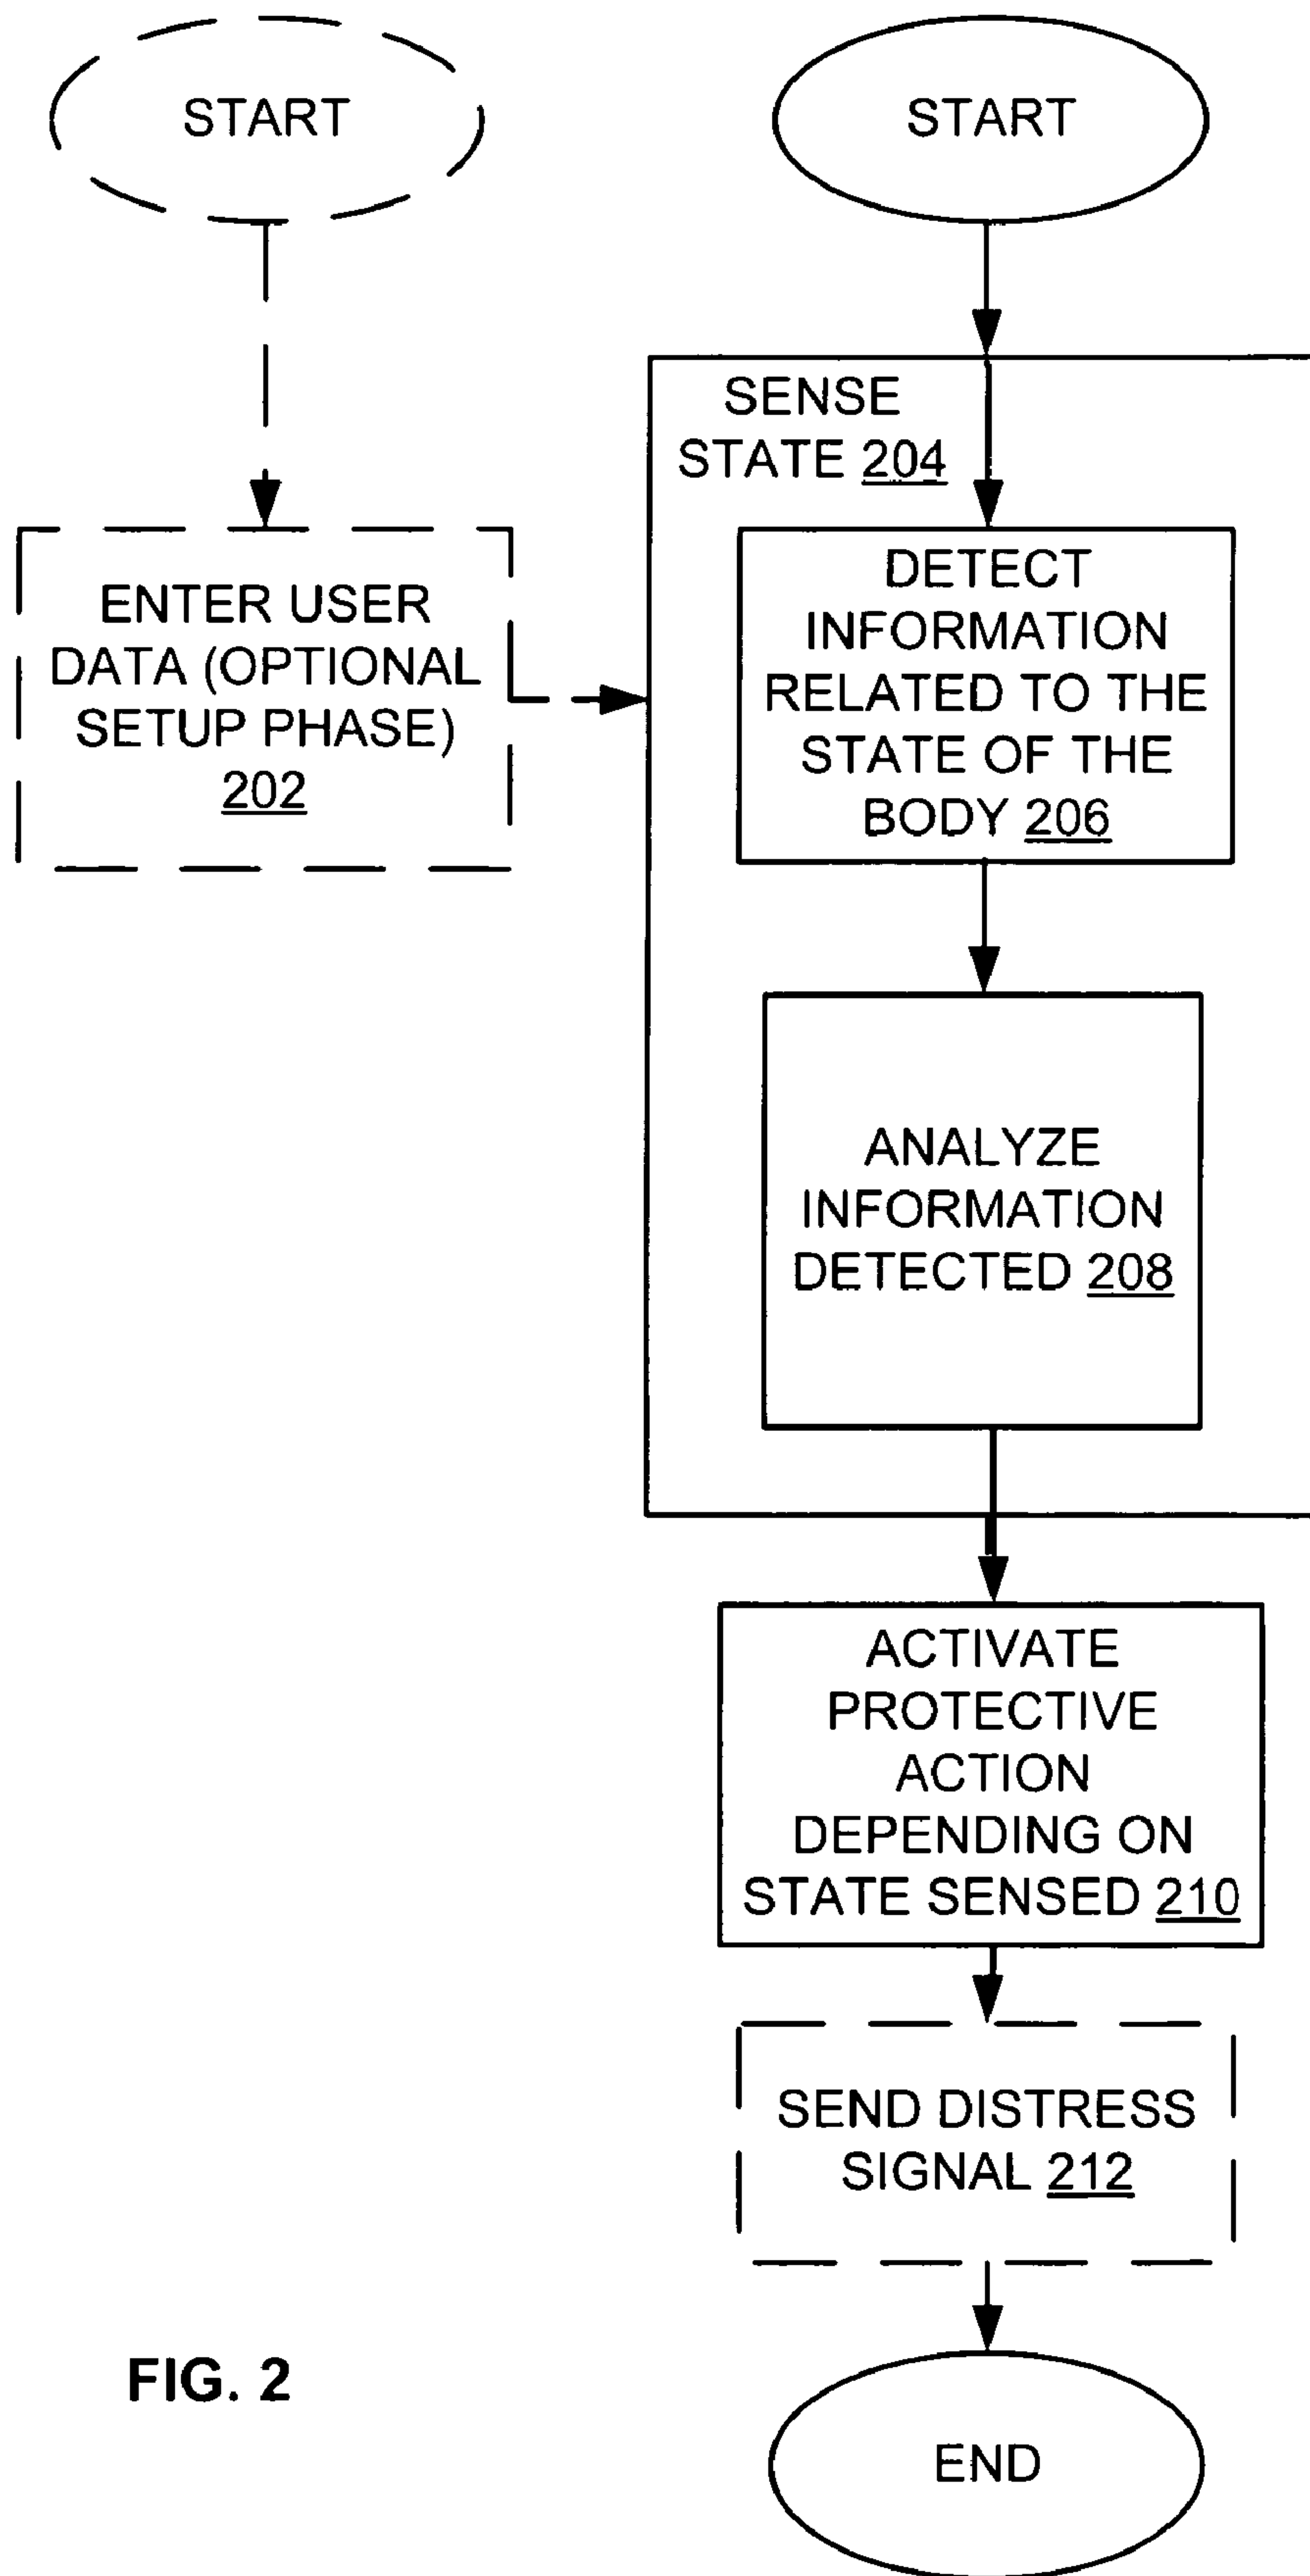 START
START
SENSE
STATE 204
ENTER USER
DATA (OPTIONAL
SETUP PHASE)
202
DETECT
INFORMATION
RELATED TO THE
STATE OF THE
BODY 206
ANALYZE
INFORMATION
DETECTED 208
ACTIVATE
PROTECTIVE
ACTION
DEPENDING ON
STATE SENSED 210
SEND DISTRESS
SIGNAL 212
FIG. 2
END